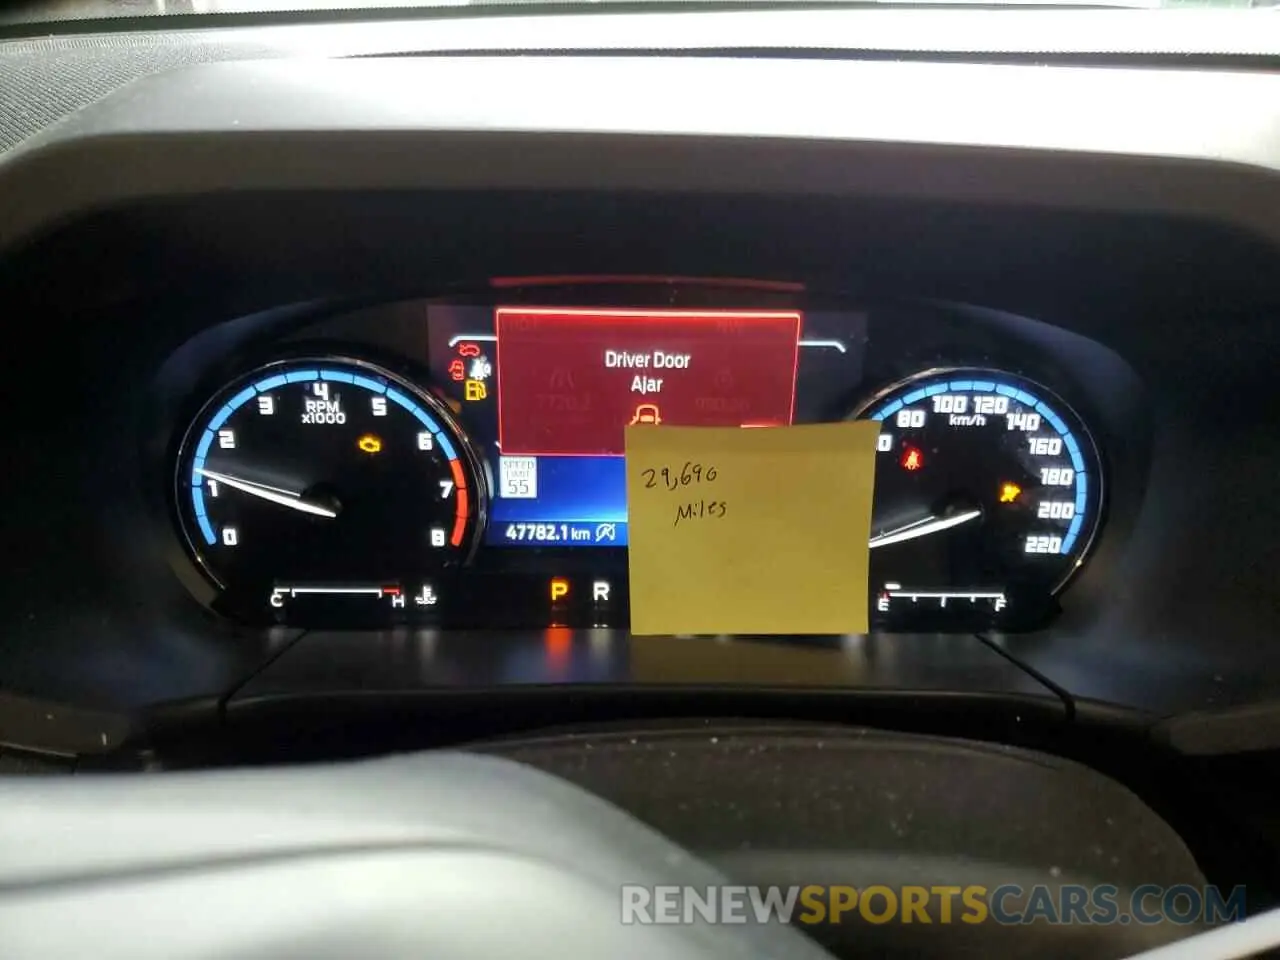 Driver Door
Ajar
4
3 5
RPM
x1000
2 6
1 7
0 8
100 120
80 140
km/h
160
180
200
220
SPEED
LIMIT
55
47782.1 km
29,690
Miles
P R
C H
E F
RENEWSPORTSCARS.COM